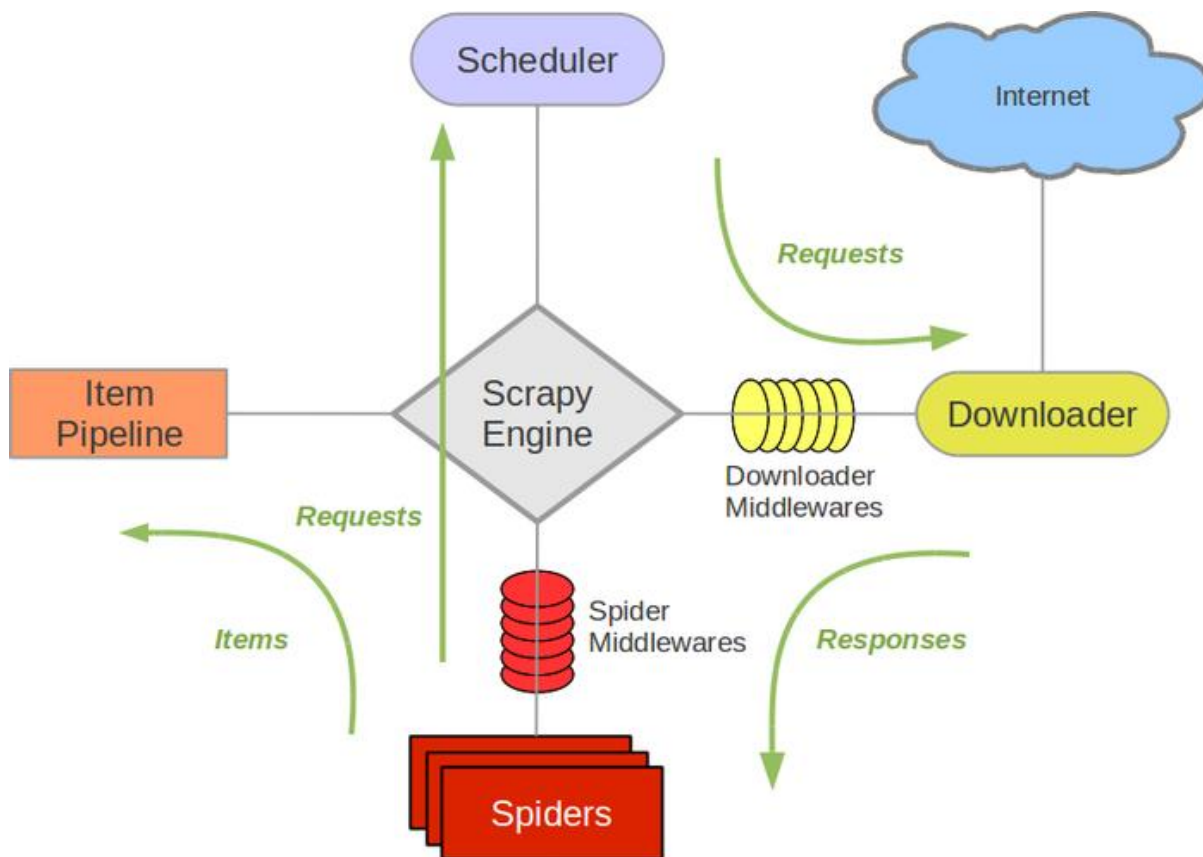 Scheduler
Internet
Requests
Item
Pipeline
Scrapy
Engine
Downloader
Downloader
Middlewares
Requests
Items
Spider
Middlewares
Responses
Spiders